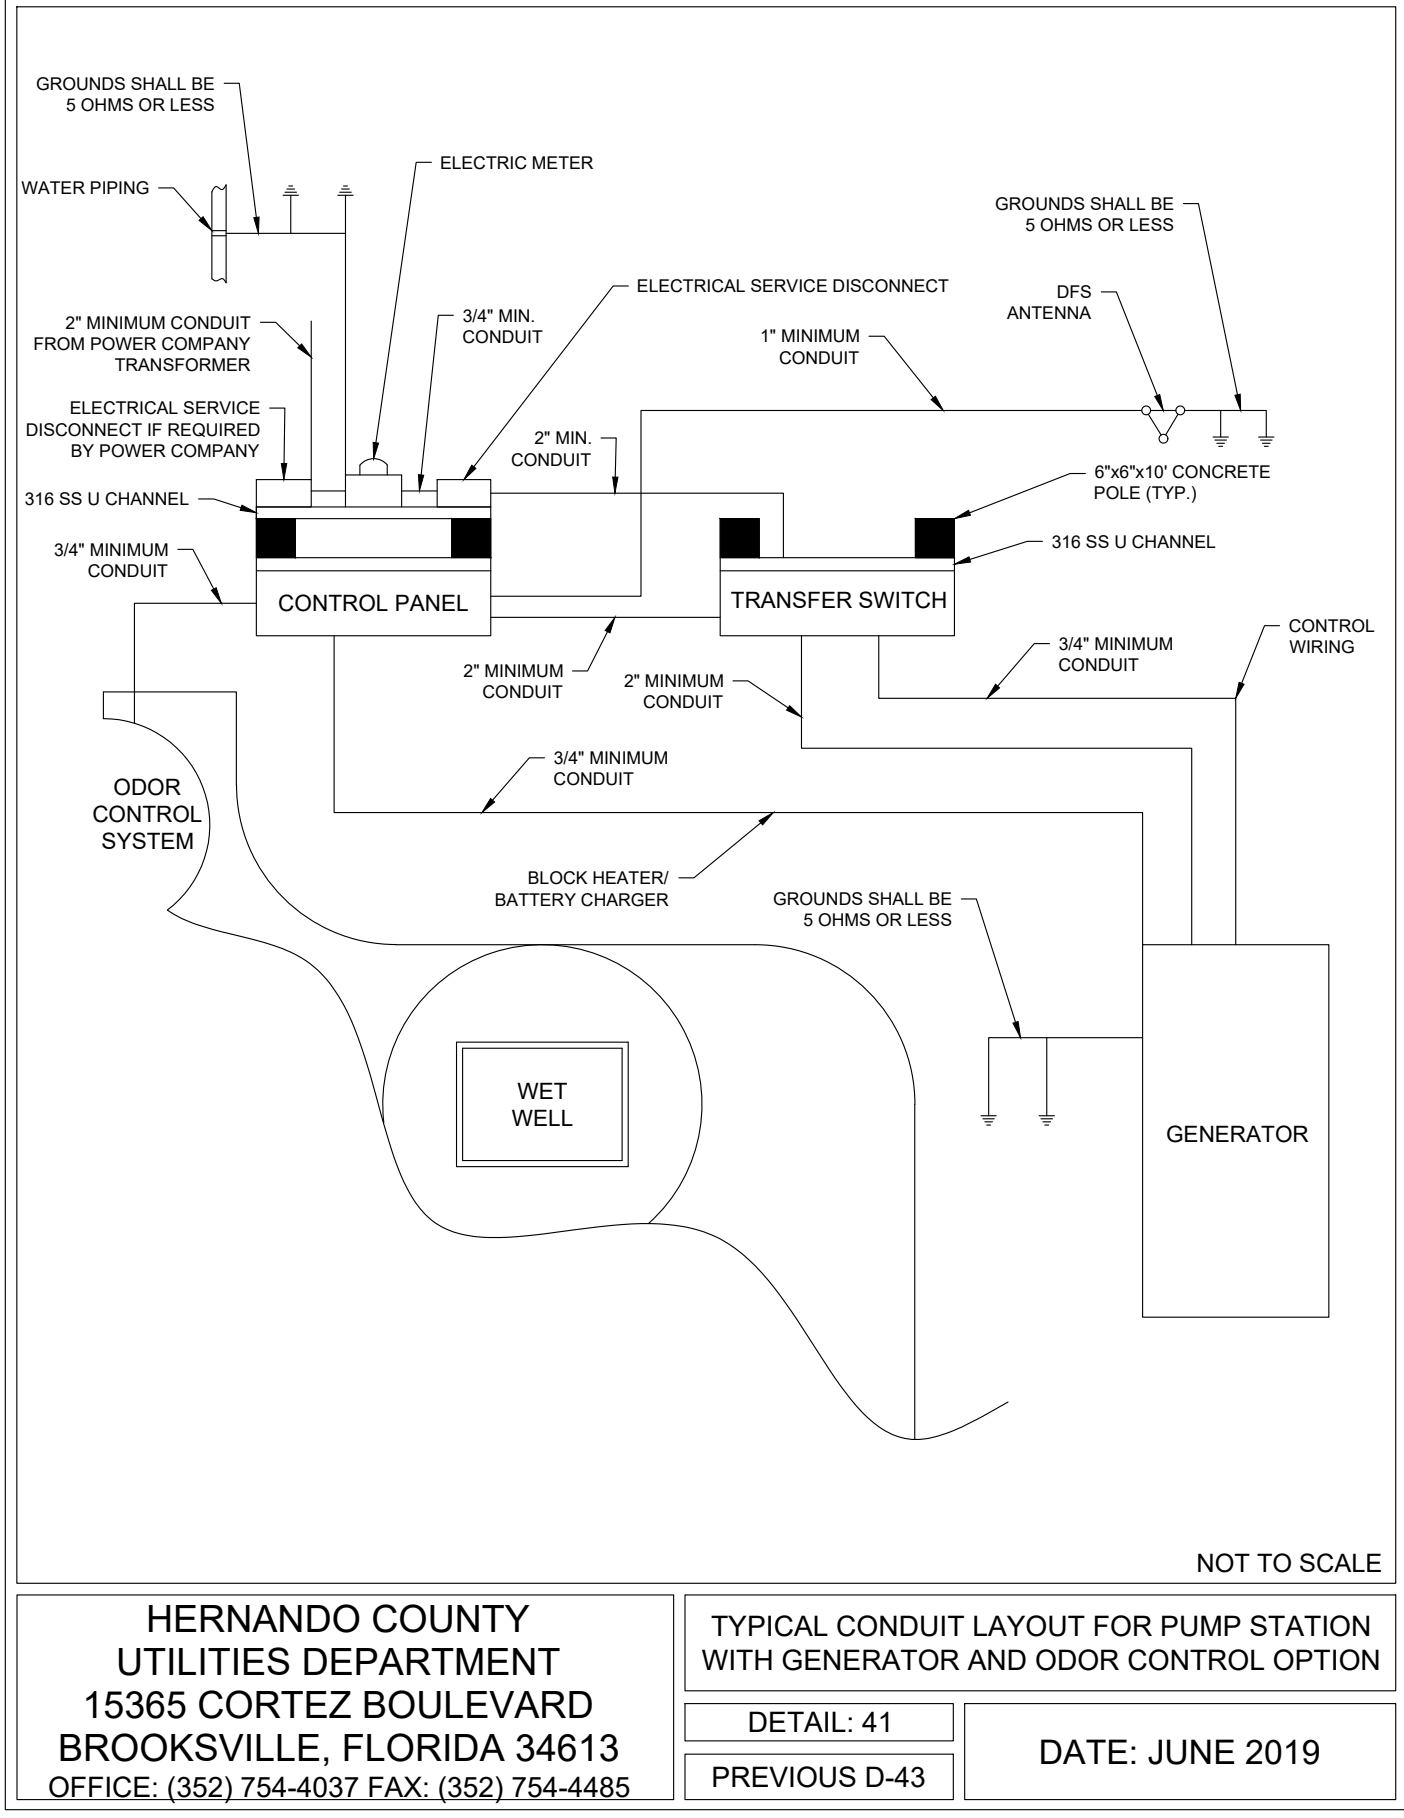 GROUNDS SHALL BE
5 OHMS OR LESS
ELECTRIC METER
WATER PIPING
GROUNDS SHALL BE
5 OHMS OR LESS
ELECTRICAL SERVICE DISCONNECT
DFS
ANTENNA
2" MINIMUM CONDUIT
FROM POWER COMPANY
TRANSFORMER
3/4" MIN.
CONDUIT
1" MINIMUM
CONDUIT
ELECTRICAL SERVICE
DISCONNECT IF REQUIRED
BY POWER COMPANY
2" MIN.
CONDUIT
6"x6"x10' CONCRETE
POLE (TYP.)
316 SS U CHANNEL
316 SS U CHANNEL
3/4" MINIMUM
CONDUIT
CONTROL PANEL
TRANSFER SWITCH
CONTROL
WIRING
3/4" MINIMUM
CONDUIT
2" MINIMUM
CONDUIT
2" MINIMUM
CONDUIT
3/4" MINIMUM
CONDUIT
ODOR
CONTROL
SYSTEM
BLOCK HEATER/
BATTERY CHARGER
GROUNDS SHALL BE
5 OHMS OR LESS
WET
WELL
GENERATOR
NOT TO SCALE
HERNANDO COUNTY
UTILITIES DEPARTMENT
15365 CORTEZ BOULEVARD
BROOKSVILLE, FLORIDA 34613
OFFICE: (352) 754-4037 FAX: (352) 754-4485
TYPICAL CONDUIT LAYOUT FOR PUMP STATION
WITH GENERATOR AND ODOR CONTROL OPTION
DETAIL: 41
PREVIOUS D-43
DATE: JUNE 2019